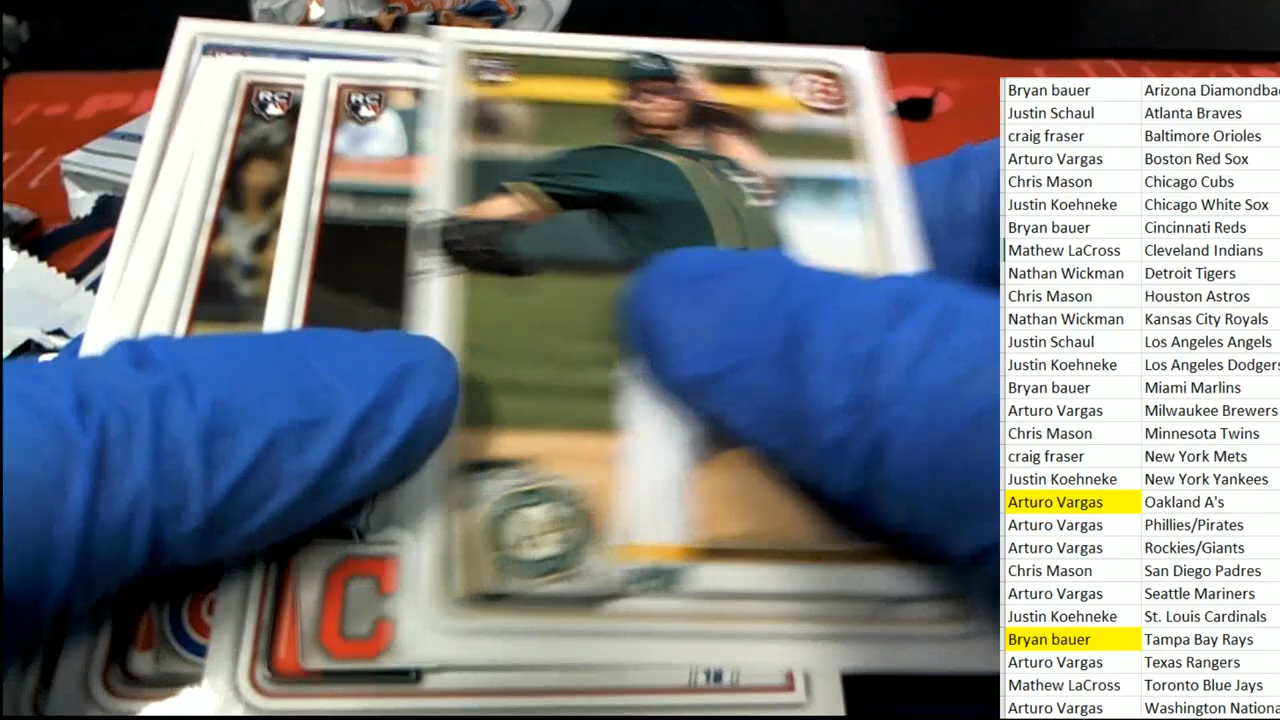 RC
RC
C
18
Bryan bauer Arizona Diamondba
Justin Schaul Atlanta Braves
craig fraser Baltimore Orioles
Arturo Vargas Boston Red Sox
Chris Mason Chicago Cubs
Justin Koehneke Chicago White Sox
Bryan bauer Cincinnati Reds
Mathew LaCross Cleveland Indians
Nathan Wickman Detroit Tigers
Chris Mason Houston Astros
Nathan Wickman Kansas City Royals
Justin Schaul Los Angeles Angels
Justin Koehneke Los Angeles Dodgers
Bryan bauer Miami Marlins
Arturo Vargas Milwaukee Brewers
Chris Mason Minnesota Twins
craig fraser New York Mets
Justin Koehneke New York Yankees
Arturo Vargas Oakland A's
Arturo Vargas Phillies/Pirates
Arturo Vargas Rockies/Giants
Chris Mason San Diego Padres
Arturo Vargas Seattle Mariners
Justin Koehneke St. Louis Cardinals
Bryan bauer Tampa Bay Rays
Arturo Vargas Texas Rangers
Mathew LaCross Toronto Blue Jays
Arturo Vargas Washington Nationa